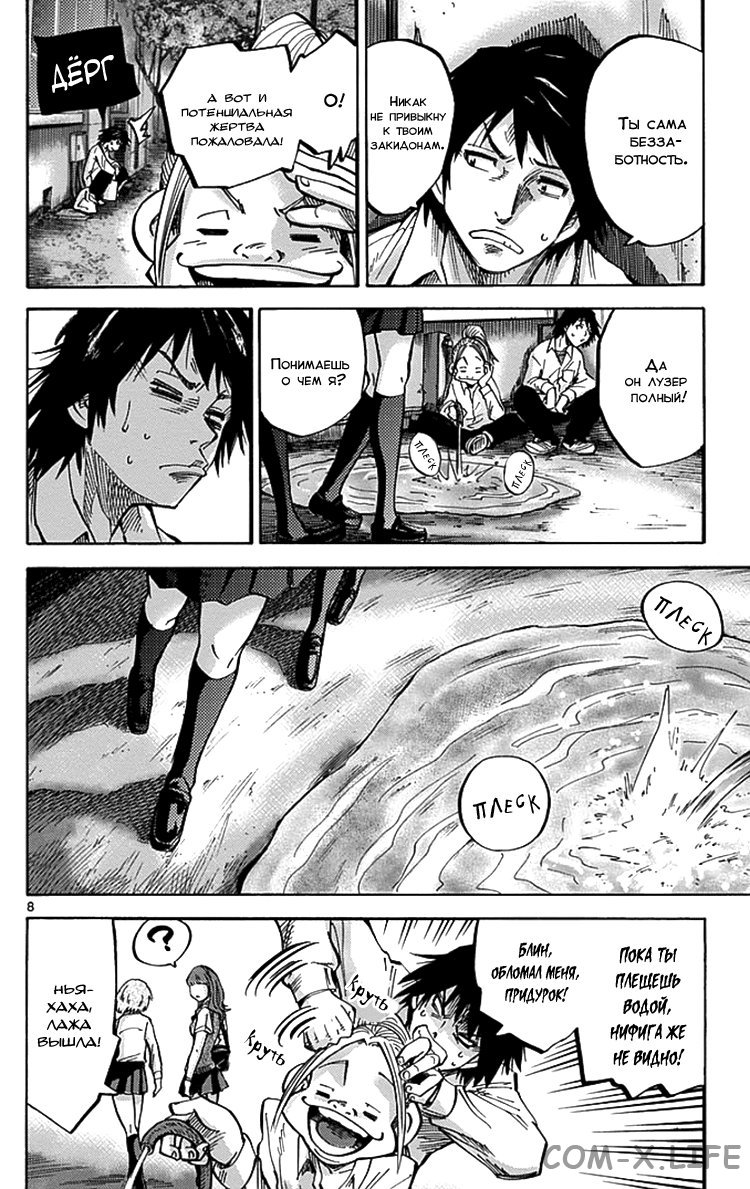 Ты сама
безза-
ботность.
Никак
не привыкну
к твоим
закидонам.
О!
А вот и
потенциальная
жертва
пожаловала!
ДЁРГ
Да
он лузер
полный!
Понимаешь
о чем я?
ПЛЕСК
ПЛЕСК
ПЛЕСК
ПЛЕСК
8
Пока ты
плещешь
водой,
нифига же
не видно!
Блин,
обломал меня,
придурок!
Круть
Круть
?
Нья-
хаха,
лажа
вышла!
COM-X.LIFE